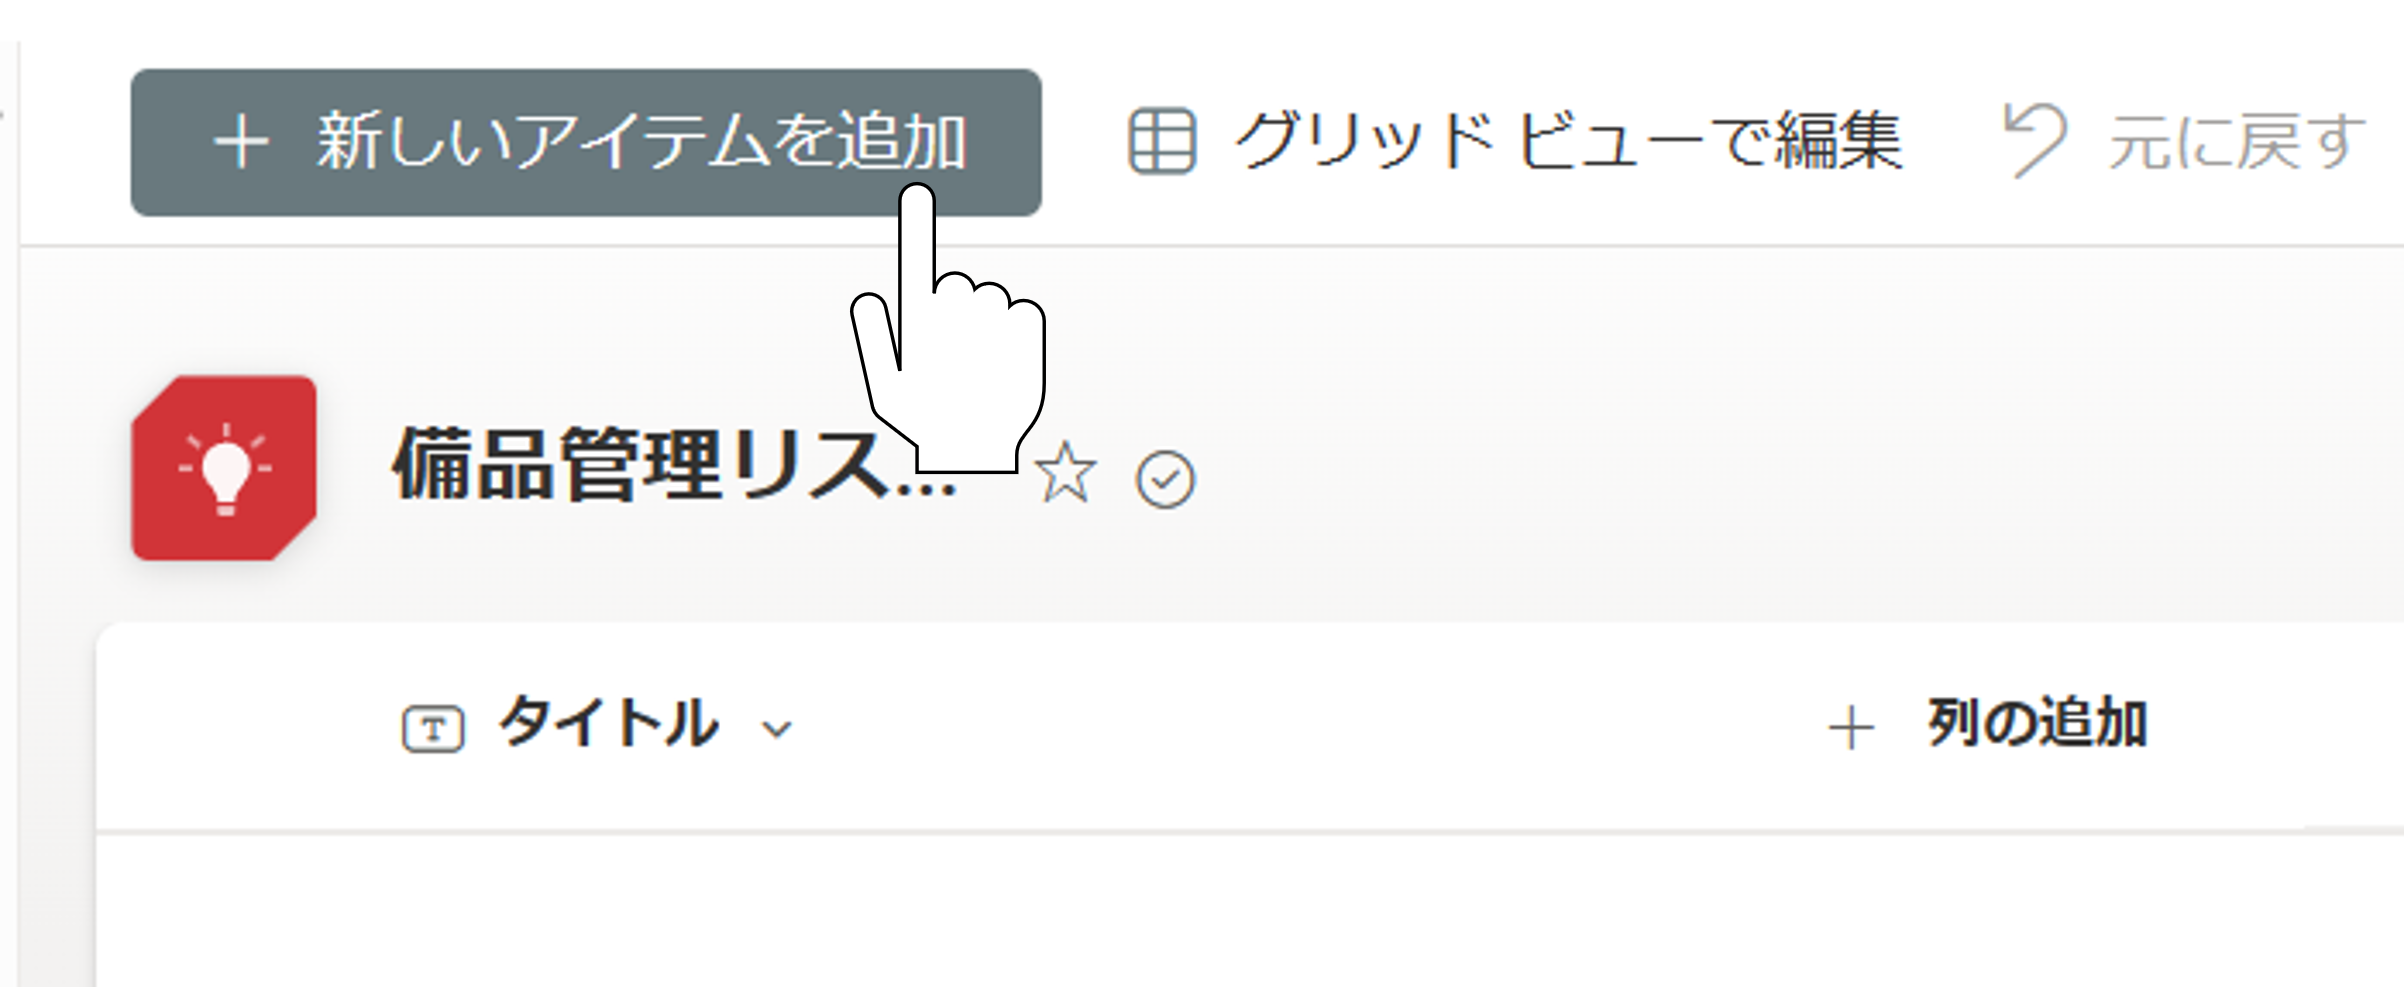 + 新しいアイテムを追加 グリッド ビューで編集 元に戻す
備品管理リス...
タイトル + 列の追加